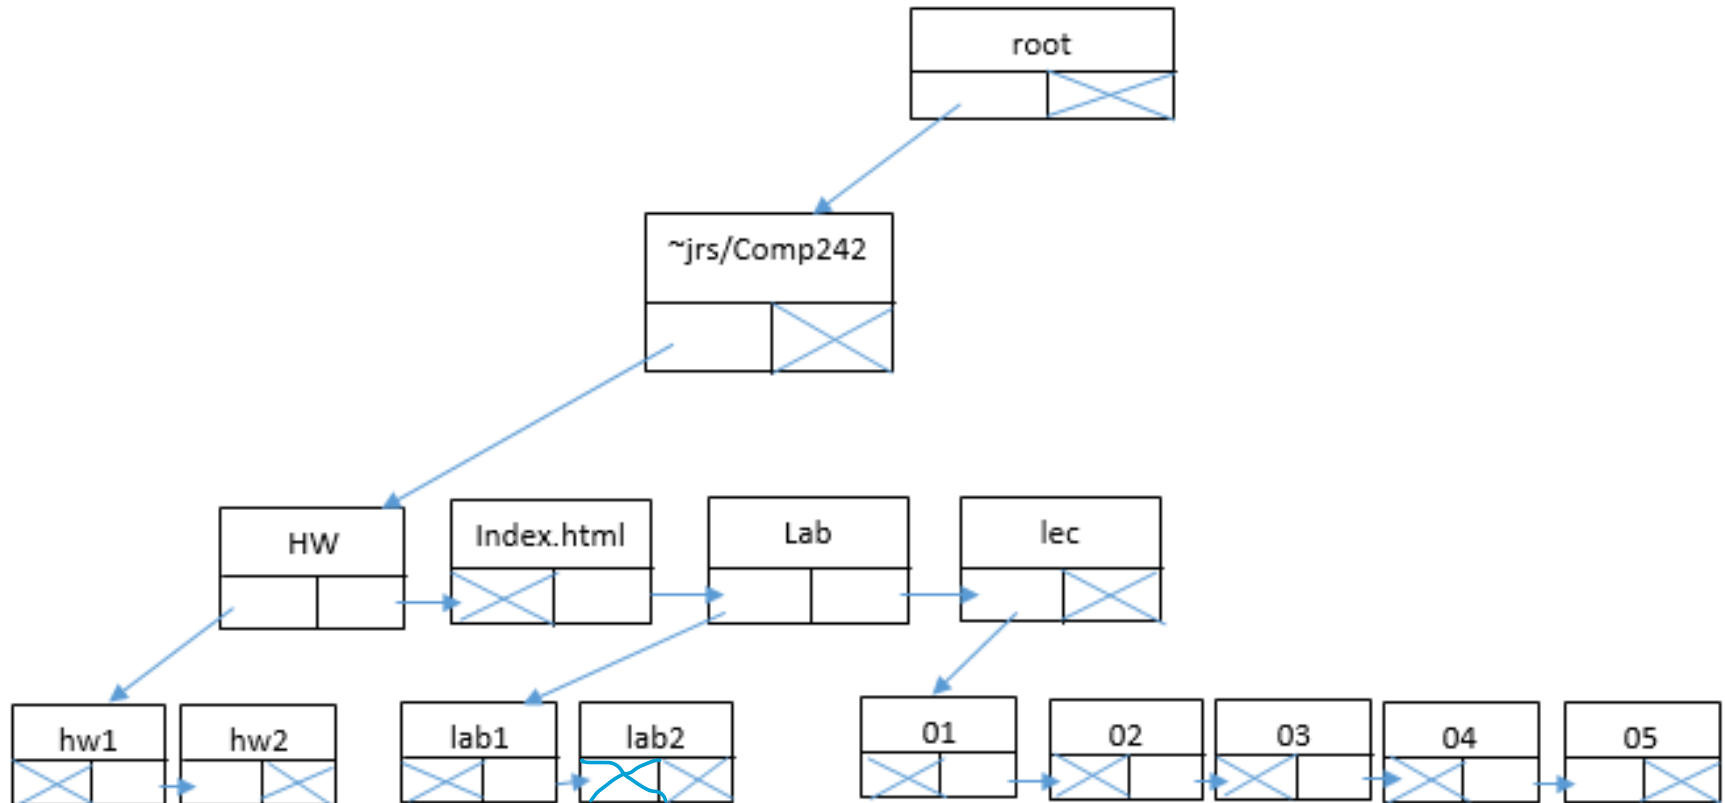 root
~jrs/Comp242
HW
Index.html
Lab
lec
hw1
hw2
lab1
lab2
01
02
03
04
05